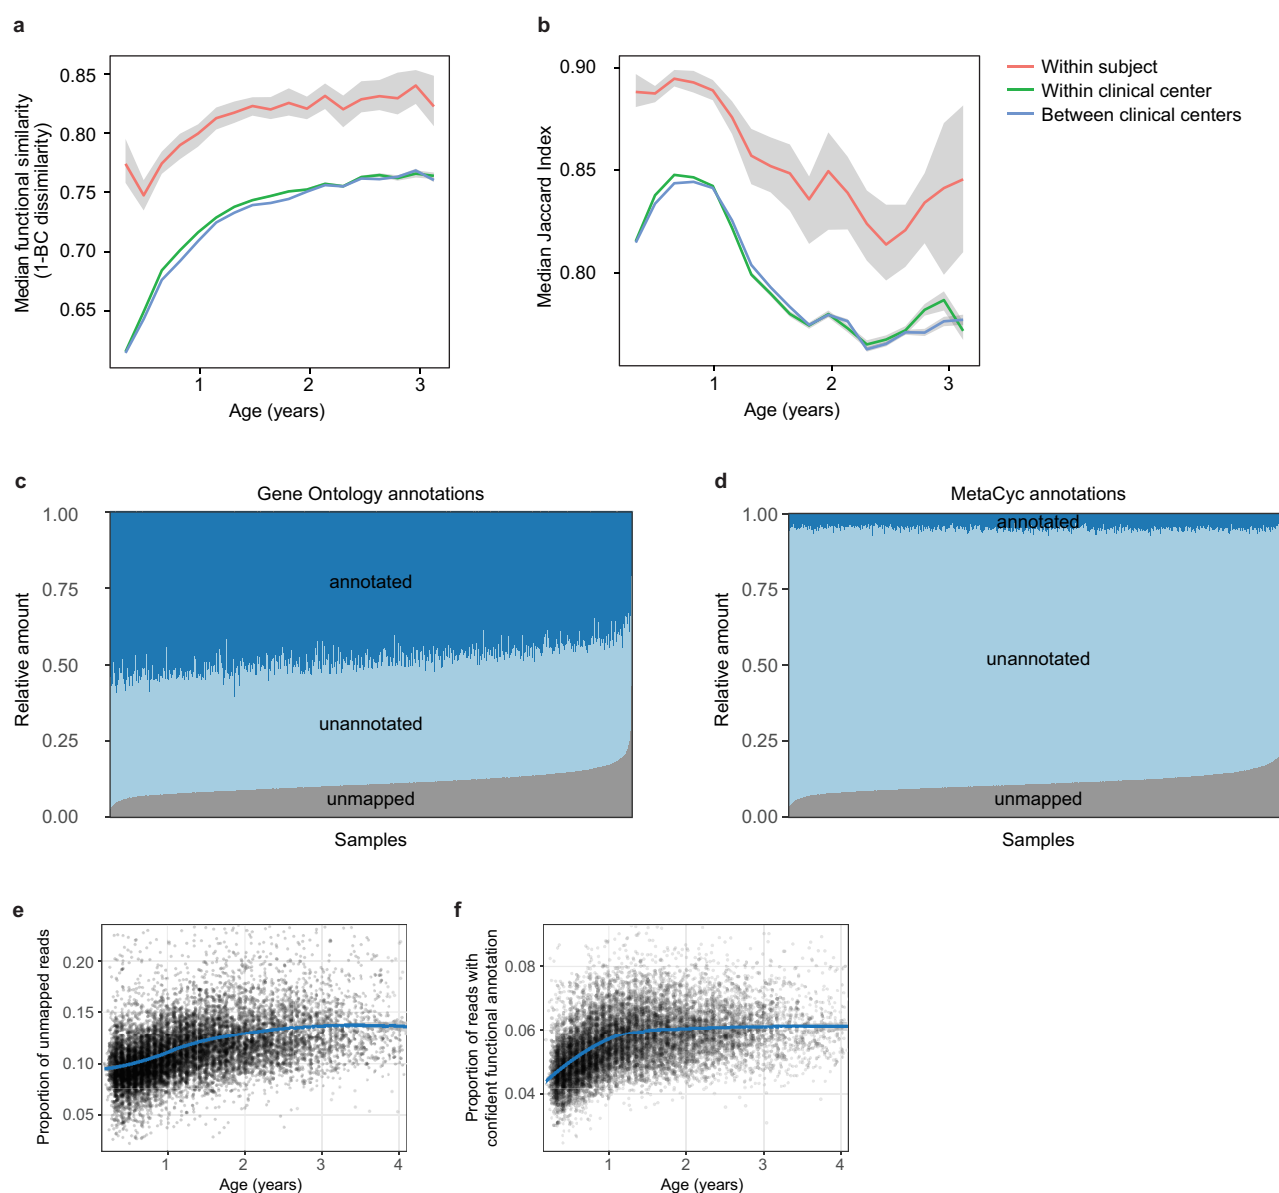 a
Median functional similarity
(1-BC dissimilarity)
0.85
0.80
0.75
0.70
0.65
1
2
3
Age (years)
b
Median Jaccard Index
0.90
0.85
0.80
1
2
3
Age (years)
Within subject
Within clinical center
Between clinical centers
c
Gene Ontology annotations
Relative amount
1.00
0.75
0.50
0.25
0.00
annotated
unannotated
unmapped
Samples
d
MetaCyc annotations
Relative amount
1.00
0.75
0.50
0.25
0.00
annotated
unannotated
unmapped
Samples
e
Proportion of unmapped reads
0.20
0.15
0.10
0.05
1
2
3
4
Age (years)
f
Proportion of reads with
confident functional annotation
0.08
0.06
0.04
1
2
3
4
Age (years)